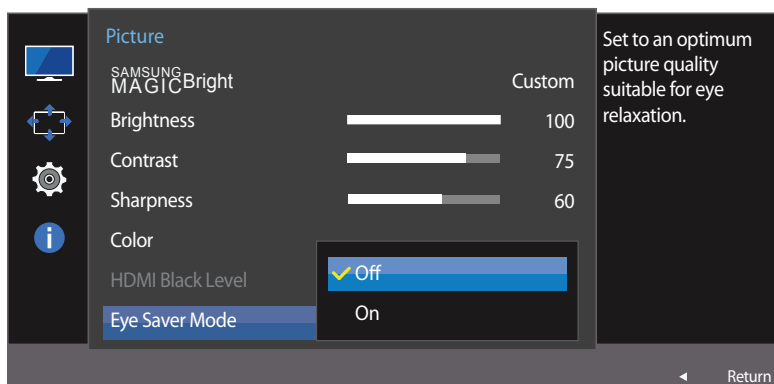 Picture
SAMSUNG
MAGICBright Custom
Brightness 100
Contrast 75
Sharpness 60
Color
HDMI Black Level
Eye Saver Mode
Off
On
Set to an optimum
picture quality
suitable for eye
relaxation.
Return